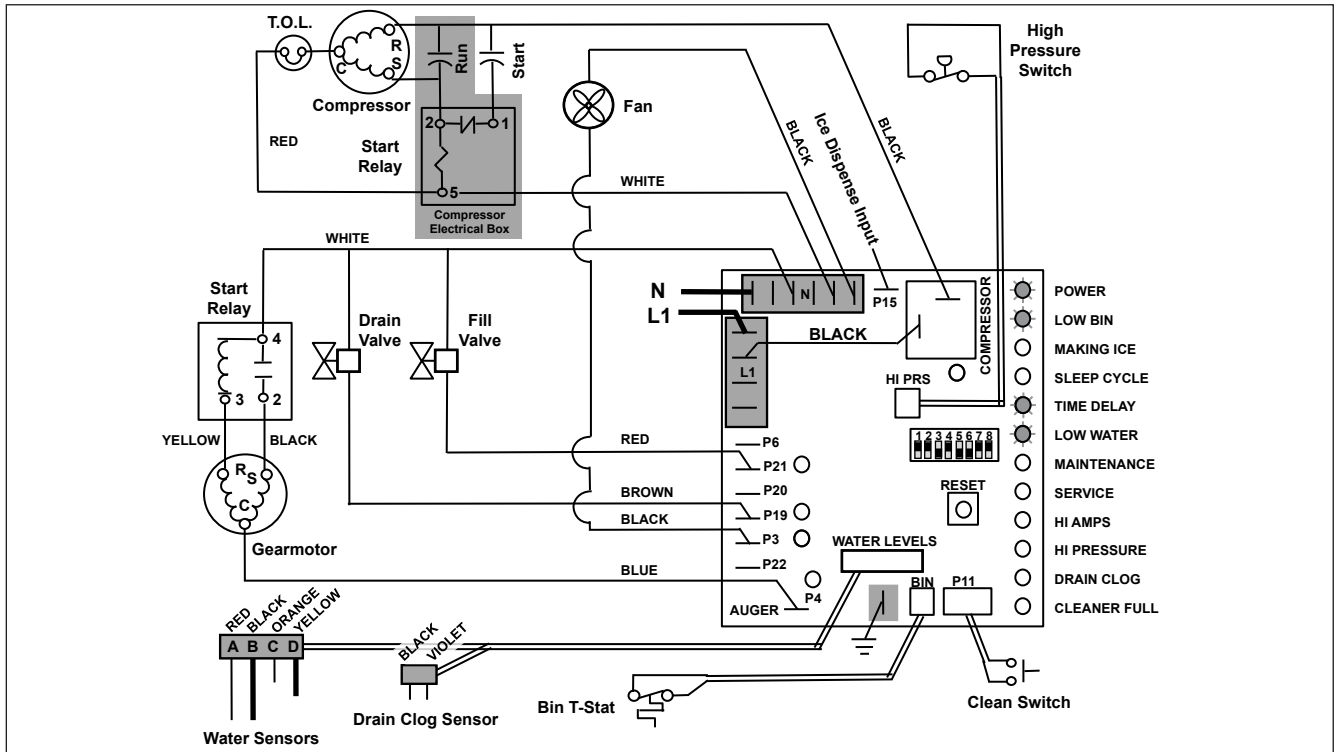 T.O.L.
R
S
C
Compressor
Run
Start
2
1
5
Start
Relay
Compressor
Electrical Box
RED
WHITE
Fan
BLACK
Ice Dispense Input
BLACK
High
Pressure
Switch
WHITE
Start
Relay
4
3
2
YELLOW
BLACK
R
S
C
Gearmotor
Drain
Valve
Fill
Valve
N
L1
N
P15
BLACK
L1
COMPRESSOR
HI PRS
1 2 3 4 5 6 7 8
RESET
P6
RED
P21
P20
BROWN
P19
BLACK
P3
P22
BLUE
P4
AUGER
WATER LEVELS
BIN
P11
POWER
LOW BIN
MAKING ICE
SLEEP CYCLE
TIME DELAY
LOW WATER
MAINTENANCE
SERVICE
HI AMPS
HI PRESSURE
DRAIN CLOG
CLEANER FULL
RED
BLACK
ORANGE
YELLOW
A B C D
Water Sensors
BLACK
VIOLET
Drain Clog Sensor
Bin T-Stat
Clean Switch